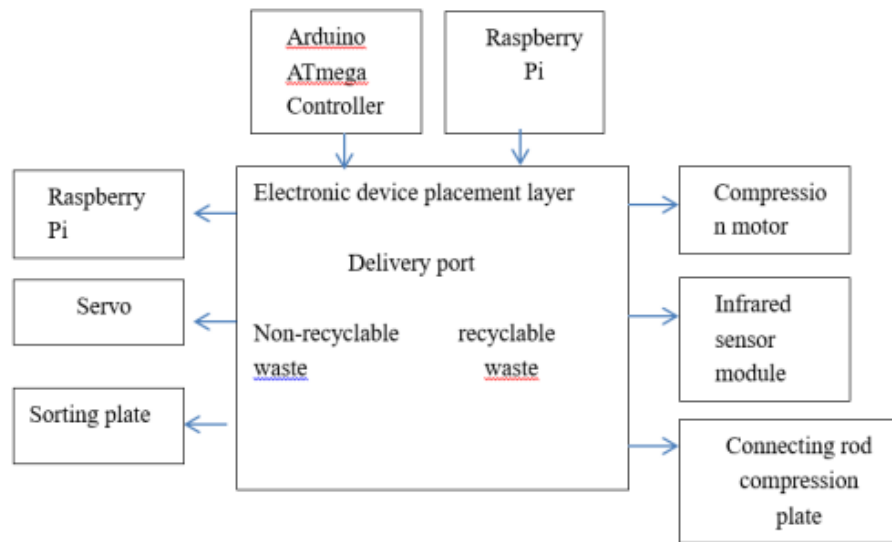 Arduino
ATmega
Controller
Raspberry
Pi
Raspberry
Pi
Servo
Sorting plate
Electronic device placement layer
Delivery port
Non-recyclable
waste
recyclable
waste
Compressio
n motor
Infrared
sensor
module
Connecting rod
compression
plate